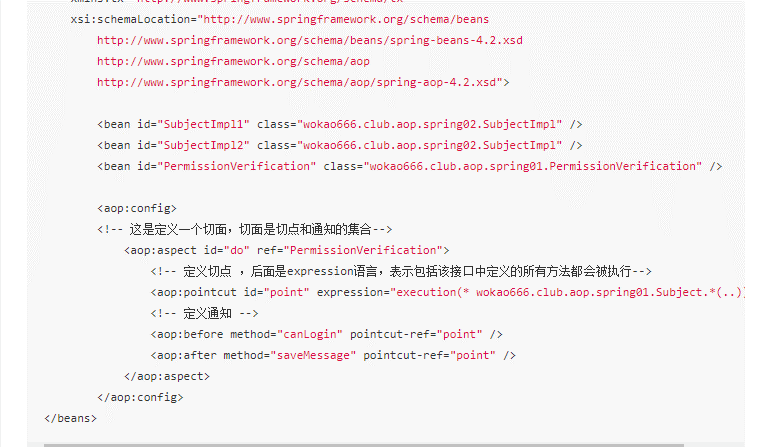 xmlns:tx="http://www.springframework.org/schema/tx"
xsi:schemaLocation="http://www.springframework.org/schema/beans
http://www.springframework.org/schema/beans/spring-beans-4.2.xsd
http://www.springframework.org/schema/aop
http://www.springframework.org/schema/aop/spring-aop-4.2.xsd">
<bean id="SubjectImpl1" class="wokao666.club.aop.spring02.SubjectImpl" />
<bean id="SubjectImpl2" class="wokao666.club.aop.spring02.SubjectImpl" />
<bean id="PermissionVerification" class="wokao666.club.aop.spring01.PermissionVerification" />
<aop:config>
<!-- 这是定义一个切面，切面是切点和通知的集合-->
<aop:aspect id="do" ref="PermissionVerification">
<!-- 定义切点 ，后面是expression语言，表示包括该接口中定义的所有方法都会被执行-->
<aop:pointcut id="point" expression="execution(* wokao666.club.aop.spring01.Subject.*(..))
<!-- 定义通知 -->
<aop:before method="canLogin" pointcut-ref="point" />
<aop:after method="saveMessage" pointcut-ref="point" />
</aop:aspect>
</aop:config>
</beans>